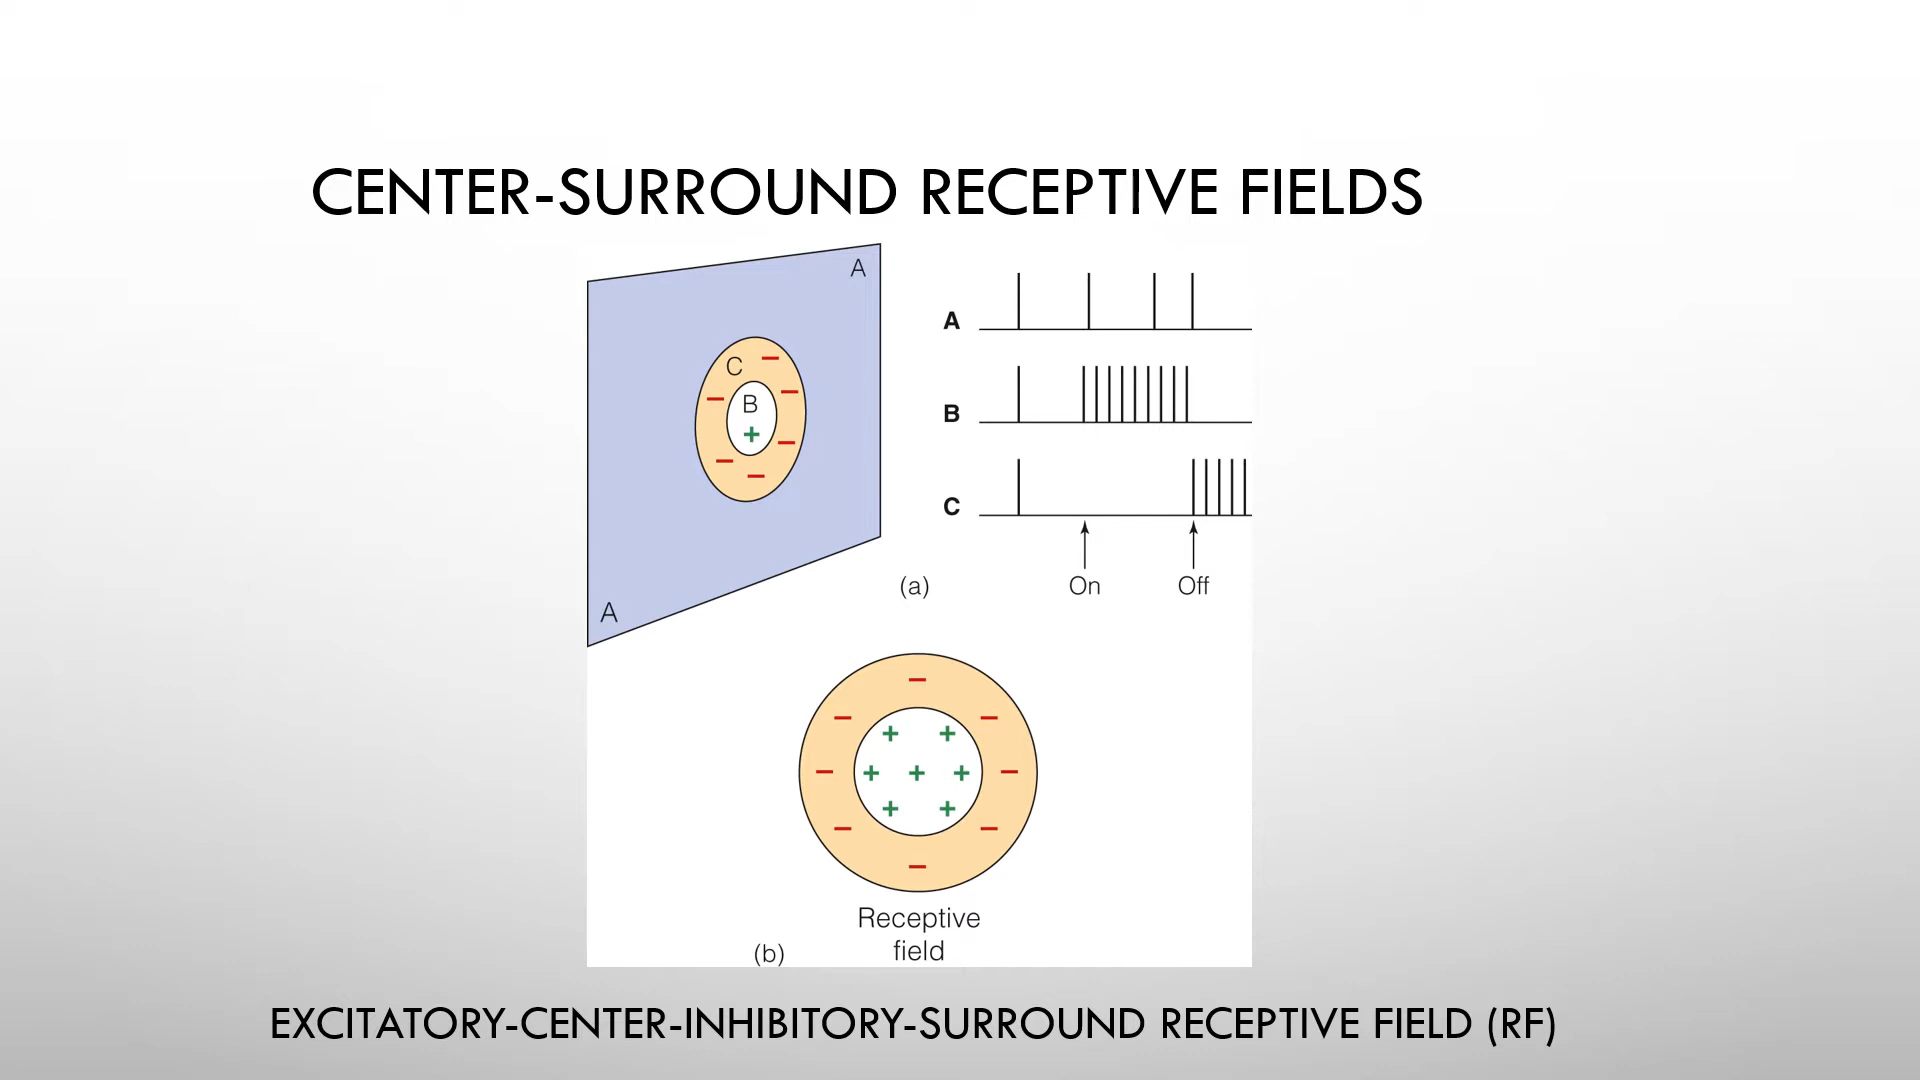 CENTER-SURROUND RECEPTIVE FIELDS
A
C
B
+
A
A
B
C
On
Off
(a)
Receptive
field
(b)
EXCITATORY-CENTER-INHIBITORY-SURROUND RECEPTIVE FIELD (RF)